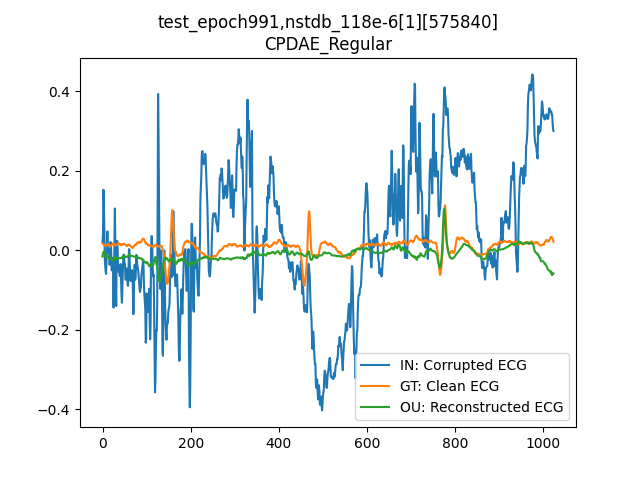 test_epoch991,nstdb_118e-6[1][575840]
CPDAE_Regular
0.4
0.2
0.0
−0.2
−0.4
0 200 400 600 800 1000
IN: Corrupted ECG
GT: Clean ECG
OU: Reconstructed ECG